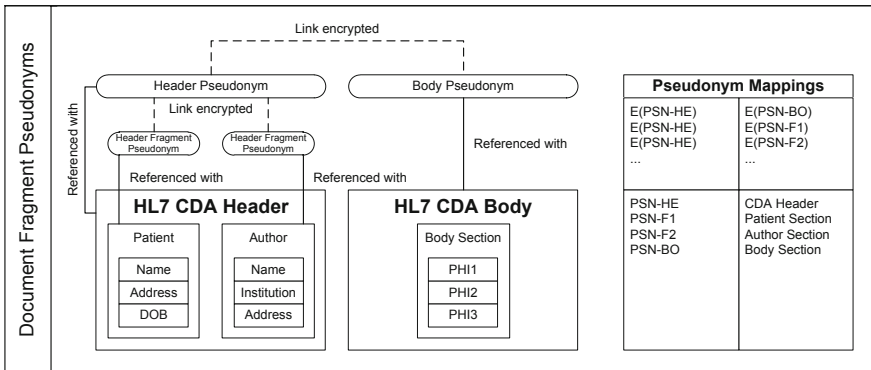 Document Fragment Pseudonyms
Link encrypted
Header Pseudonym
Body Pseudonym
Link encrypted
Referenced with
Header Fragment
Pseudonym
Header Fragment
Pseudonym
Referenced with
Referenced with
Referenced with
HL7 CDA Header
Patient
Name
Address
DOB
Author
Name
Institution
Address
HL7 CDA Body
Body Section
PHI1
PHI2
PHI3
Pseudonym Mappings
E(PSN-HE) E(PSN-BO)
E(PSN-HE) E(PSN-F1)
E(PSN-HE) E(PSN-F2)
... ...
PSN-HE CDA Header
PSN-F1 Patient Section
PSN-F2 Author Section
PSN-BO Body Section